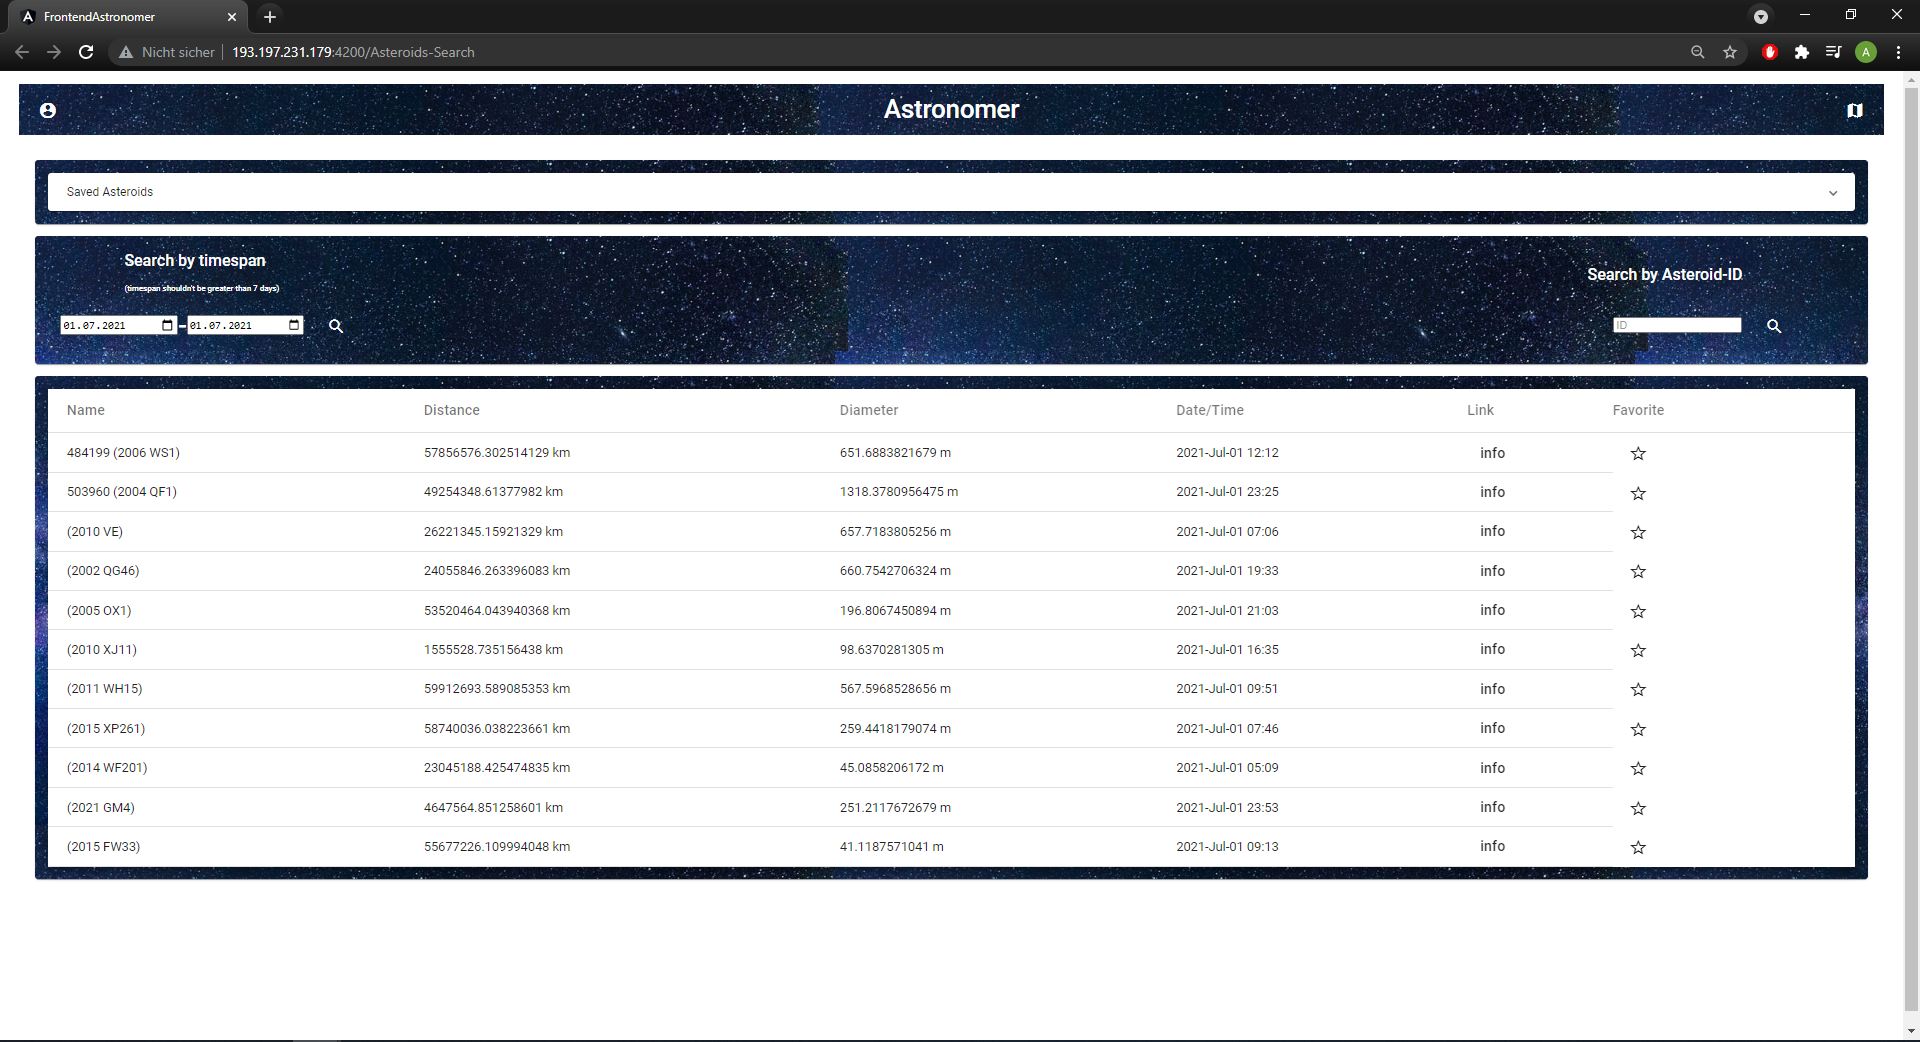 FrontendAstronomer
Nicht sicher 193.197.231.179:4200/Asteroids-Search
A
Astronomer
Saved Asteroids
Search by timespan
(timespan shouldn't be greater than 7 days)
01.07.2021 – 01.07.2021
Search by Asteroid-ID
ID
Name Distance Diameter Date/Time Link Favorite
484199 (2006 WS1) 57856576.302514129 km 651.6883821679 m 2021-Jul-01 12:12 info
503960 (2004 QF1) 49254348.61377982 km 1318.3780956475 m 2021-Jul-01 23:25 info
(2010 VE) 26221345.15921329 km 657.7183805256 m 2021-Jul-01 07:06 info
(2002 QG46) 24055846.263396083 km 660.7542706324 m 2021-Jul-01 19:33 info
(2005 OX1) 53520464.043940368 km 196.8067450894 m 2021-Jul-01 21:03 info
(2010 XJ11) 1555528.735156438 km 98.6370281305 m 2021-Jul-01 16:35 info
(2011 WH15) 59912693.589085353 km 567.5968528656 m 2021-Jul-01 09:51 info
(2015 XP261) 58740036.038223661 km 259.4418179074 m 2021-Jul-01 07:46 info
(2014 WF201) 23045188.425474835 km 45.0858206172 m 2021-Jul-01 05:09 info
(2021 GM4) 4647564.851258601 km 251.2117672679 m 2021-Jul-01 23:53 info
(2015 FW33) 55677226.109994048 km 41.1187571041 m 2021-Jul-01 09:13 info